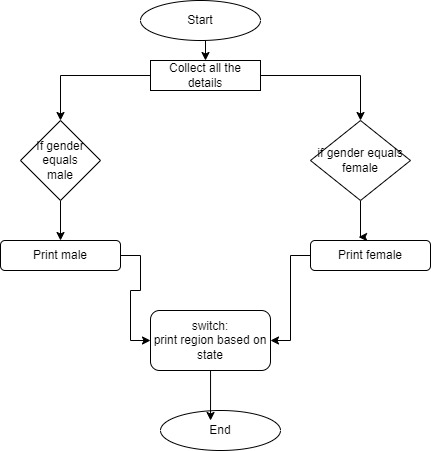 Start
Collect all the
details
If gender
equals
male
if gender equals
female
Print male
Print female
switch:
print region based on
state
End